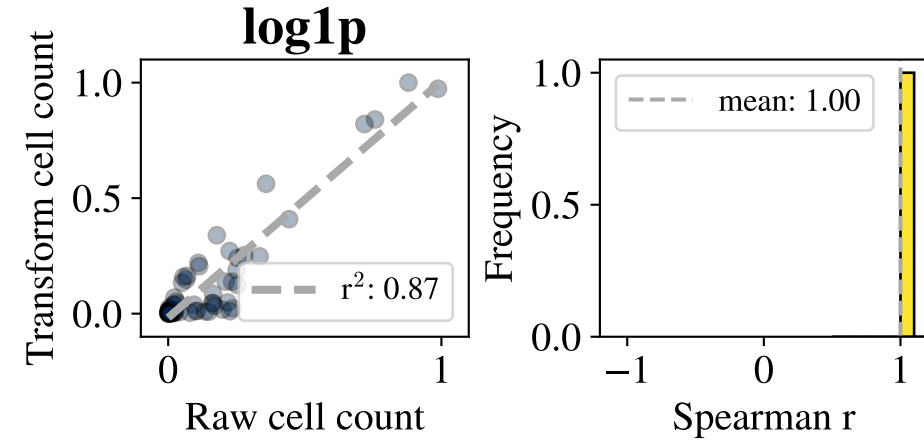 log1p
Transform cell count
1.0
0.5
0.0
r²: 0.87
0
1
Raw cell count
Frequency
1.0
0.5
0.0
mean: 1.00
−1
0
1
Spearman r